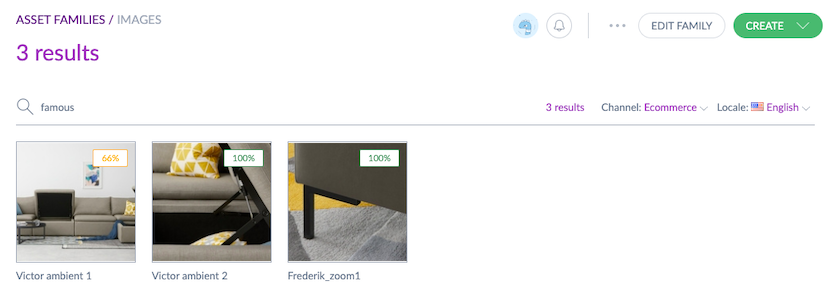 ASSET FAMILIES / IMAGES
EDIT FAMILY
CREATE
3 results
famous
3 results
Channel: Ecommerce
Locale: English
66%
100%
100%
Victor ambient 1
Victor ambient 2
Frederik_zoom1